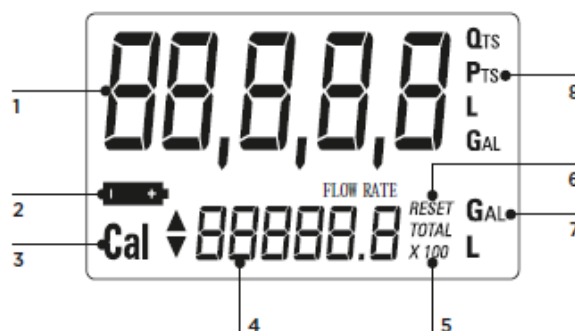 88,8,8,8 QTS
PTS
L
GAL
1
8
2
- +
FLOW RATE
6
RESET
GAL
7
3
Cal
88888.8
TOTAL
X 100
L
4
5